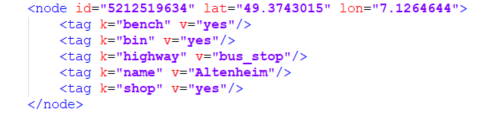 <node id="5212519634" lat="49.3743015" lon="7.1264644">
<tag k="bench" v="yes"/>
<tag k="bin" v="yes"/>
<tag k="highway" v="bus_stop"/>
<tag k="name" v="Altenheim"/>
<tag k="shop" v="yes"/>
</node>